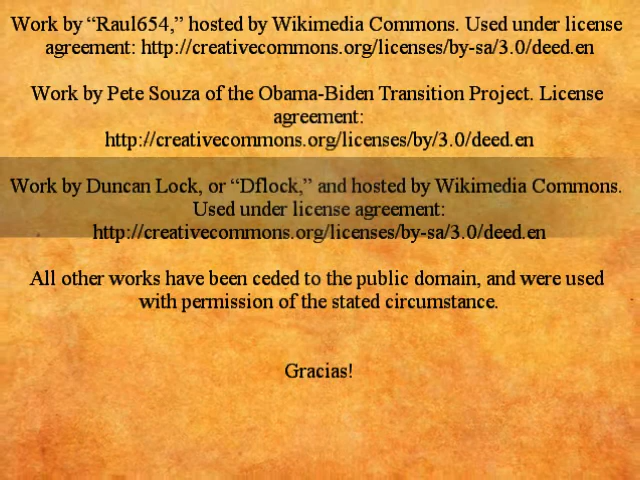 Work by “Raul654,” hosted by Wikimedia Commons. Used under license
agreement: http://creativecommons.org/licenses/by-sa/3.0/deed.en
Work by Pete Souza of the Obama-Biden Transition Project. License
agreement:
http://creativecommons.org/licenses/by/3.0/deed.en
Work by Duncan Lock, or “Dflock,” and hosted by Wikimedia Commons.
Used under license agreement:
http://creativecommons.org/licenses/by-sa/3.0/deed.en
All other works have been ceded to the public domain, and were used
with permission of the stated circumstance.
Gracias!